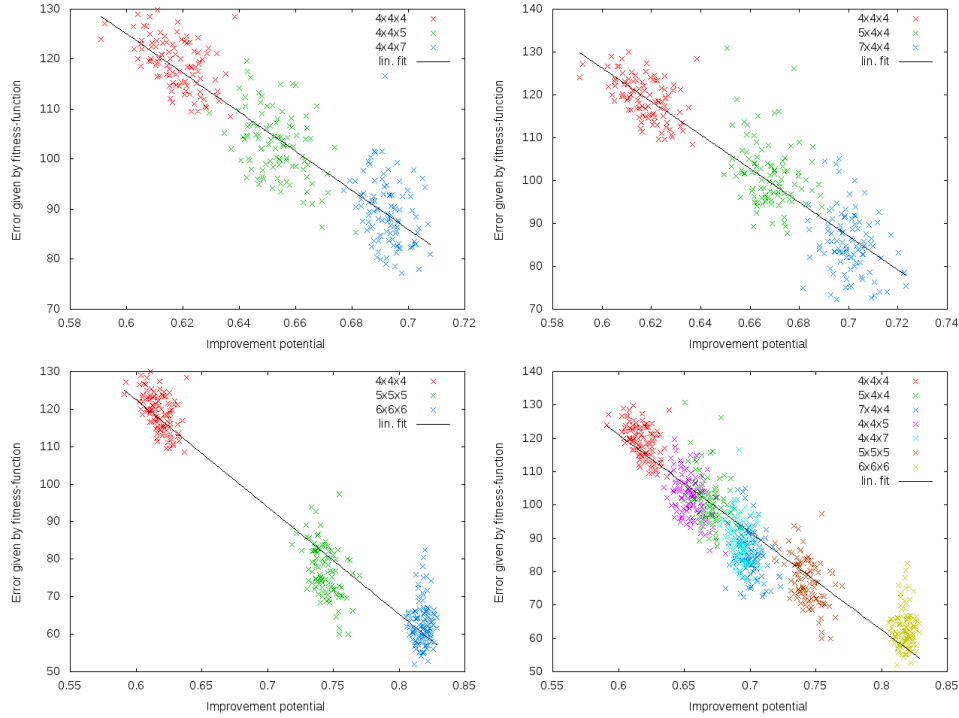 130
120
110
100
90
80
70
0.58 0.6 0.62 0.64 0.66 0.68 0.7 0.72
Error given by fitness-function
Improvement potential
4x4x4
4x4x5
4x4x7
lin. fit
140
130
120
110
100
90
80
70
0.58 0.6 0.62 0.64 0.66 0.68 0.7 0.72 0.74
Error given by fitness-function
Improvement potential
4x4x4
5x4x4
7x4x4
lin. fit
130
120
110
100
90
80
70
60
50
0.55 0.6 0.65 0.7 0.75 0.8 0.85
Error given by fitness-function
Improvement potential
4x4x4
5x5x5
6x6x6
lin. fit
140
130
120
110
100
90
80
70
60
50
0.55 0.6 0.65 0.7 0.75 0.8 0.85
Error given by fitness-function
Improvement potential
4x4x4
5x4x4
7x4x4
4x4x5
4x4x7
5x5x5
6x6x6
lin. fit